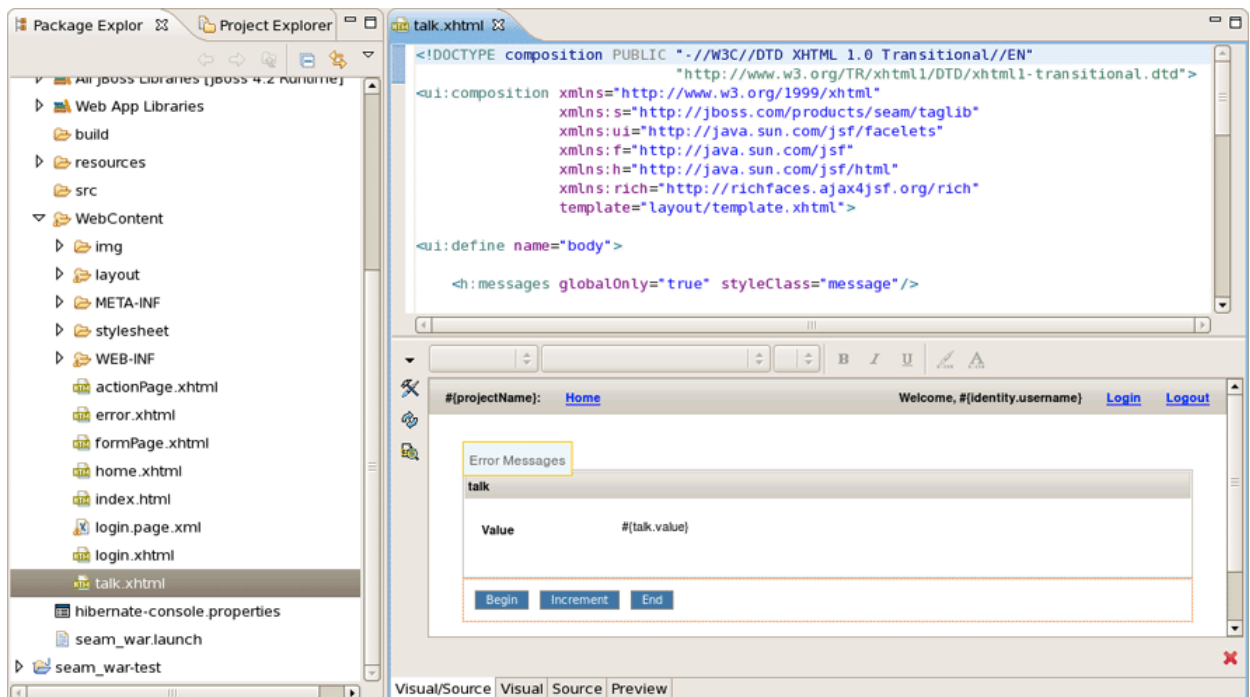 Package Explor
Project Explorer
All JBoss Libraries [JBoss 4.2 Runtime]
Web App Libraries
build
resources
src
WebContent
img
layout
META-INF
stylesheet
WEB-INF
actionPage.xhtml
error.xhtml
formPage.xhtml
home.xhtml
index.html
login.page.xml
login.xhtml
talk.xhtml
hibernate-console.properties
seam_war.launch
seam_war-test
talk.xhtml
<!DOCTYPE composition PUBLIC "-//W3C//DTD XHTML 1.0 Transitional//EN"
"http://www.w3.org/TR/xhtml1/DTD/xhtml1-transitional.dtd">
<ui:composition xmlns="http://www.w3.org/1999/xhtml"
xmlns:s="http://jboss.com/products/seam/taglib"
xmlns:ui="http://java.sun.com/jsf/facelets"
xmlns:f="http://java.sun.com/jsf"
xmlns:h="http://java.sun.com/jsf/html"
xmlns:rich="http://richfaces.ajax4jsf.org/rich"
template="layout/template.xhtml">
<ui:define name="body">
<h:messages globalOnly="true" styleClass="message"/>
B I U A
#{projectName}: Home Welcome, #{identity.username} Login Logout
Error Messages
talk
Value #{talk.value}
Begin Increment End
Visual/Source Visual Source Preview